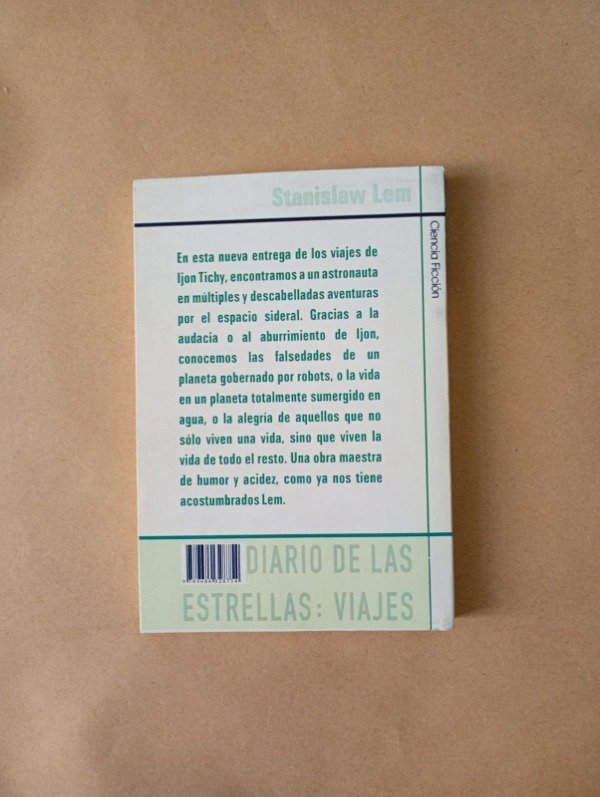 Stanislaw Lem
Ciencia Ficción
En esta nueva entrega de los viajes de
Ijon Tichy, encontramos a un astronauta
en múltiples y descabelladas aventuras
por el espacio sideral. Gracias a la
audacia o al aburrimiento de Ijon,
conocemos las falsedades de un
planeta gobernado por robots, o la vida
en un planeta totalmente sumergido en
agua, o la alegría de aquellos que no
sólo viven una vida, sino que viven la
vida de todo el resto. Una obra maestra
de humor y acidez, como ya nos tiene
acostumbrados Lem.
DIARIO DE LAS
ESTRELLAS: VIAJES